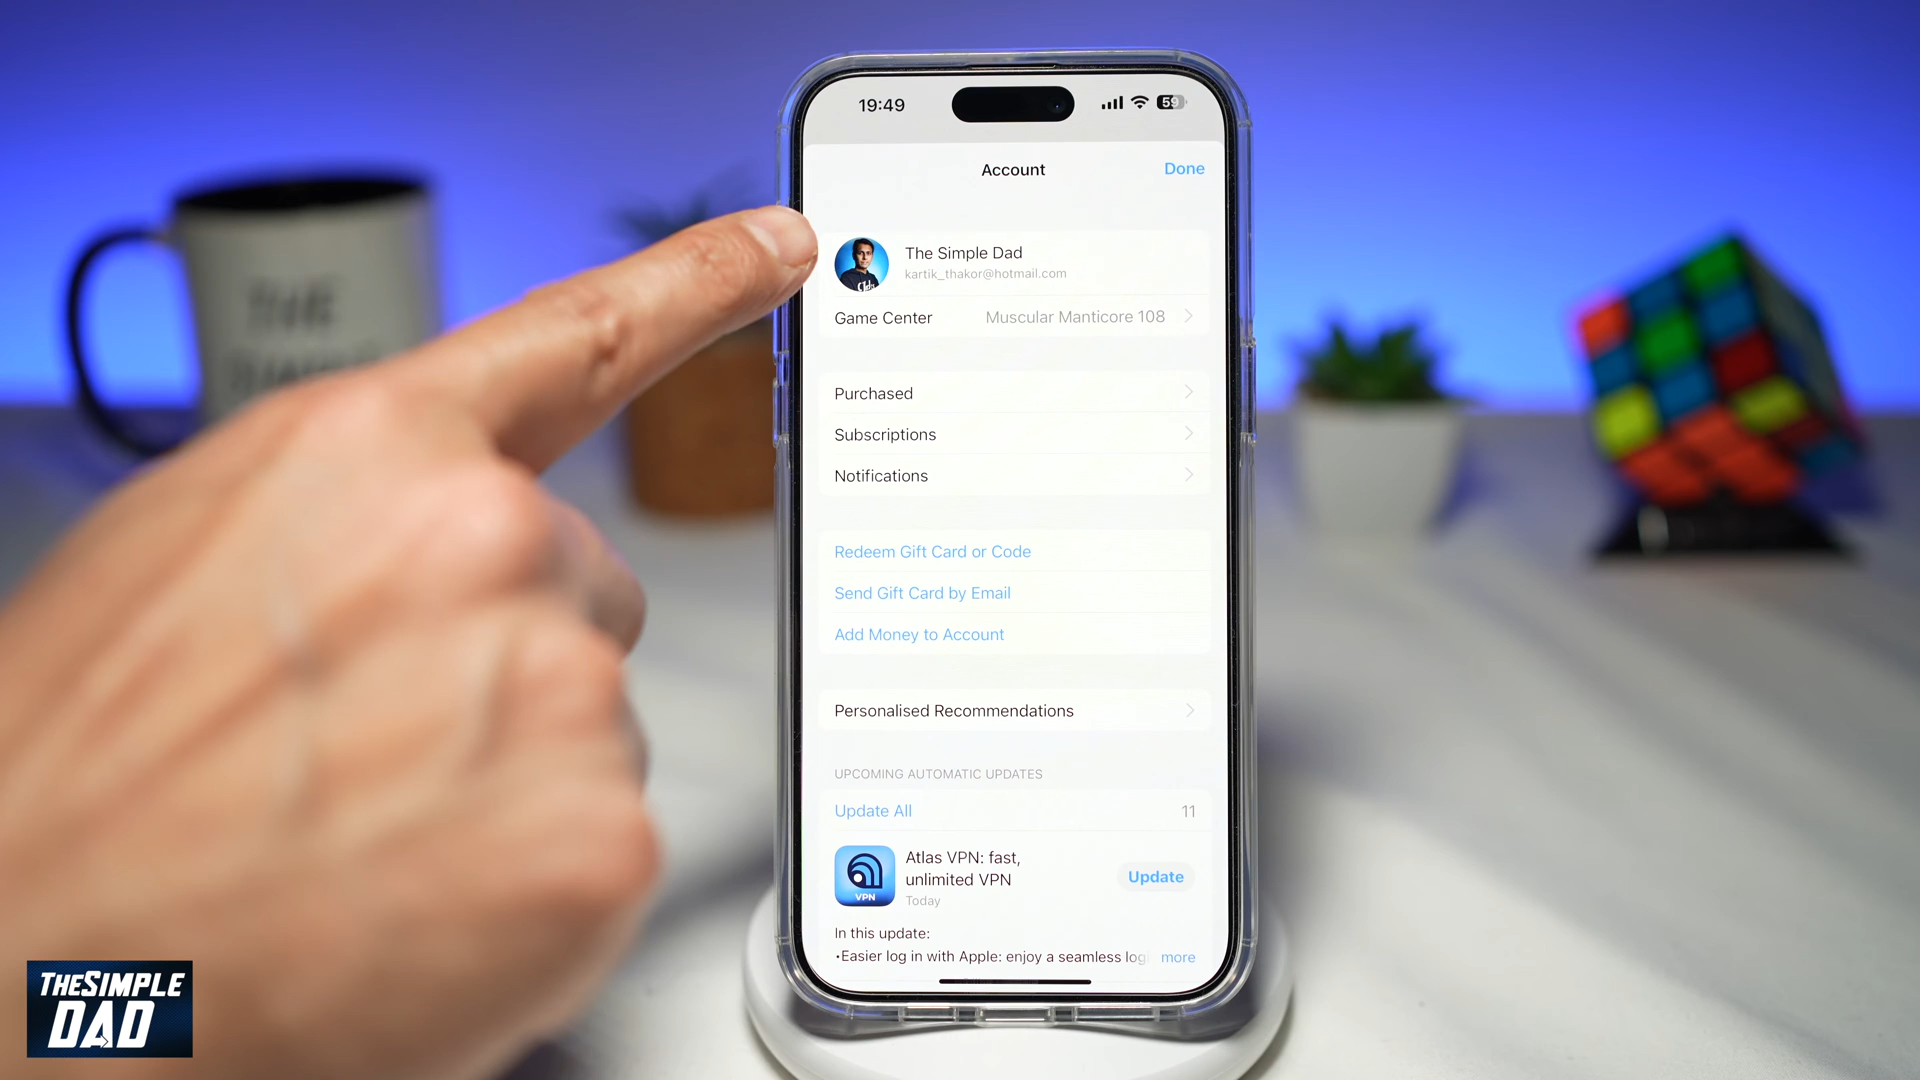 19:49
59
Account
Done
The Simple Dad
kartik_thakor@hotmail.com
Game Center
Muscular Manticore 108
Purchased
Subscriptions
Notifications
Redeem Gift Card or Code
Send Gift Card by Email
Add Money to Account
Personalised Recommendations
UPCOMING AUTOMATIC UPDATES
Update All
11
VPN
Atlas VPN: fast,
unlimited VPN
Today
Update
In this update:
•Easier log in with Apple: enjoy a seamless log
more
THE
THE SIMPLE
DAD